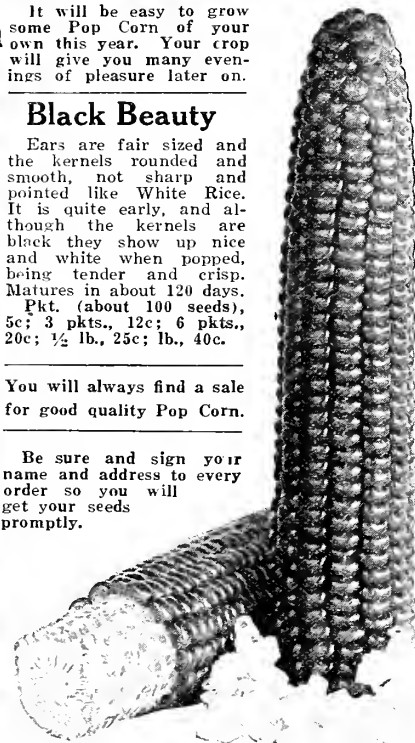 It will be easy to grow
some Pop Corn of your
own this year. Your crop
will give you many even-
ings of pleasure later on.
Black Beauty
Ears are fair sized and
the kernels rounded and
smooth, not sharp and
pointed like White Rice.
It is quite early, and al-
though the kernels are
black they show up nice
and white when popped,
being tender and crisp.
Matures in about 120 days.
Pkt. (about 100 seeds),
5c; 3 pkts., 12c; 6 pkts.,
20c; ½ lb., 25c; lb., 40c.
You will always find a sale
for good quality Pop Corn.
Be sure and sign your
name and address to every
order so you will
get your seeds
promptly.